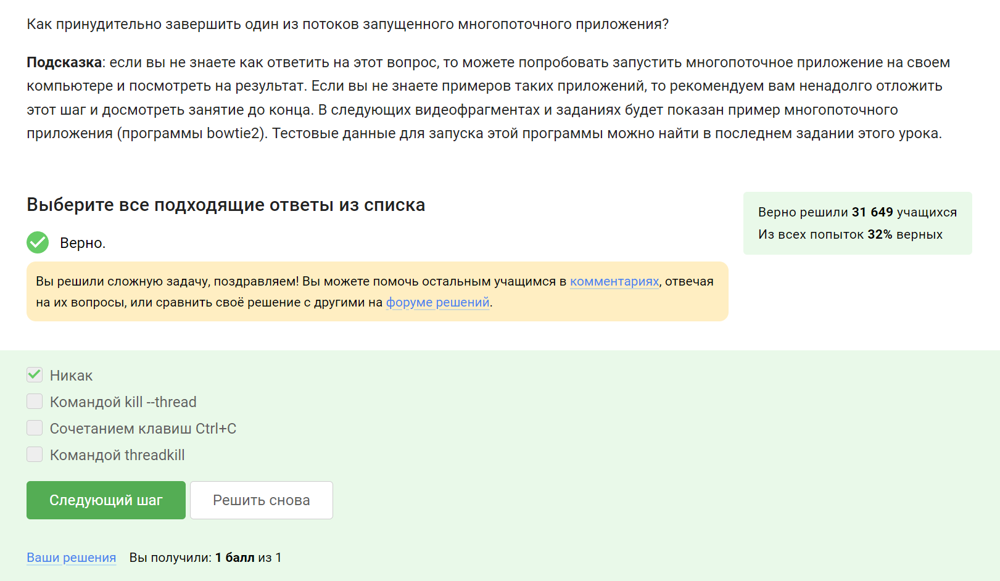 Как принудительно завершить один из потоков запущенного многопоточного приложения?
Подсказка: если вы не знаете как ответить на этот вопрос, то можете попробовать запустить многопоточное приложение на своем
компьютере и посмотреть на результат. Если вы не знаете примеров таких приложений, то рекомендуем вам ненадолго отложить
этот шаг и досмотреть занятие до конца. В следующих видеофрагментах и заданиях будет показан пример многопоточного
приложения (программы bowtie2). Тестовые данные для запуска этой программы можно найти в последнем задании этого урока.
Выберите все подходящие ответы из списка
Верно решили 31 649 учащихся
Из всех попыток 32% верных
Верно.
Вы решили сложную задачу, поздравляем! Вы можете помочь остальным учащимся в комментариях, отвечая
на их вопросы, или сравнить своё решение с другими на форуме решений.
Никак
Командой kill --thread
Сочетанием клавиш Ctrl+C
Командой threadkill
Следующий шаг
Решить снова
Ваши решения Вы получили: 1 балл из 1